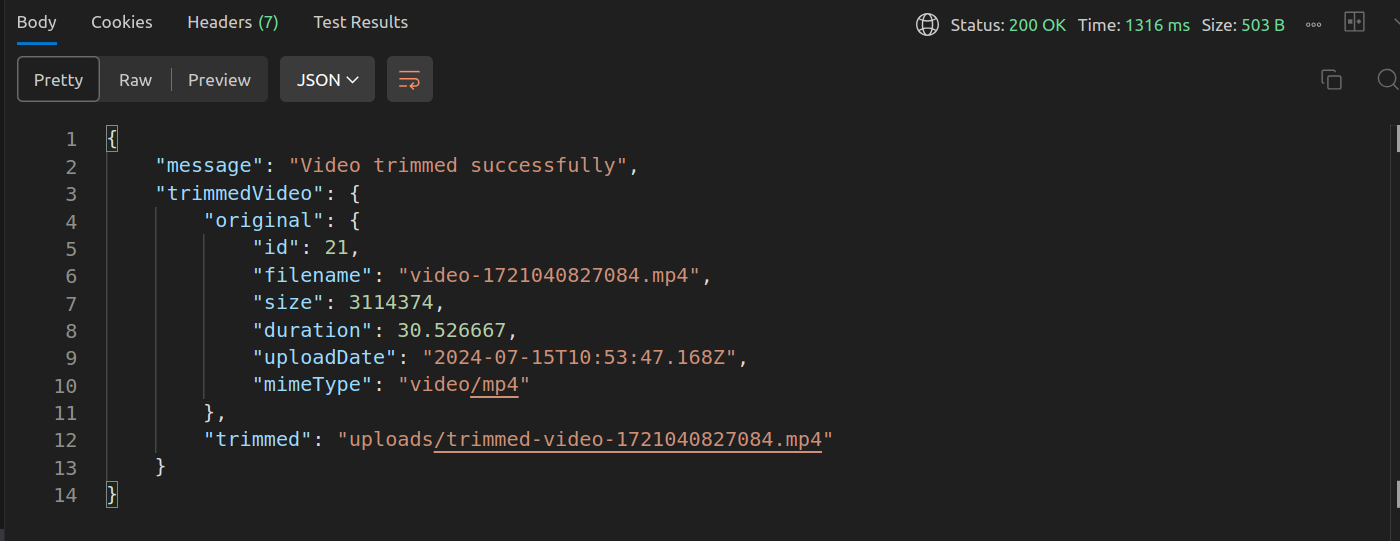 Body Cookies Headers (7) Test Results Status: 200 OK Time: 1316 ms Size: 503 B
Pretty Raw Preview JSON
1 {
2 "message": "Video trimmed successfully",
3 "trimmedVideo": {
4 "original": {
5 "id": 21,
6 "filename": "video-1721040827084.mp4",
7 "size": 3114374,
8 "duration": 30.526667,
9 "uploadDate": "2024-07-15T10:53:47.168Z",
10 "mimeType": "video/mp4"
11 },
12 "trimmed": "uploads/trimmed-video-1721040827084.mp4"
13 }
14 }